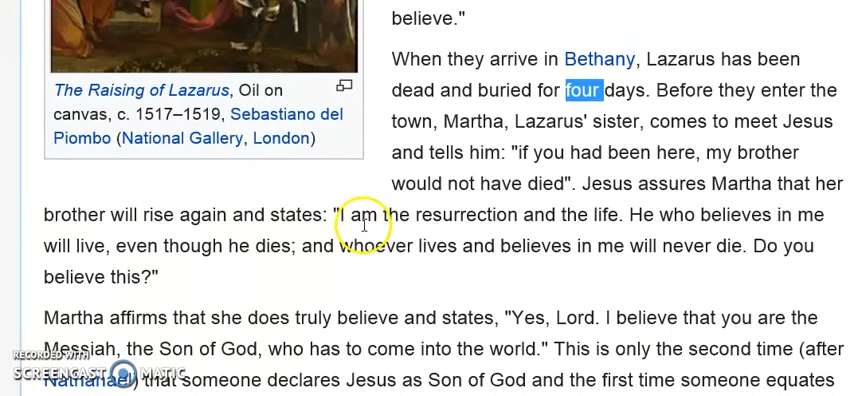 believe."
When they arrive in Bethany, Lazarus has been
dead and buried for four days. Before they enter the
town, Martha, Lazarus' sister, comes to meet Jesus
and tells him: "if you had been here, my brother
would not have died". Jesus assures Martha that her
brother will rise again and states: "I am the resurrection and the life. He who believes in me
will live, even though he dies; and whoever lives and believes in me will never die. Do you
believe this?"
The Raising of Lazarus, Oil on
canvas, c. 1517–1519, Sebastiano del
Piombo (National Gallery, London)
Martha affirms that she does truly believe and states, "Yes, Lord. I believe that you are the
Messiah, the Son of God, who has to come into the world." This is only the second time (after
Nathanael) that someone declares Jesus as Son of God and the first time someone equates
RECORDED WITH
SCREENCAST MATIC